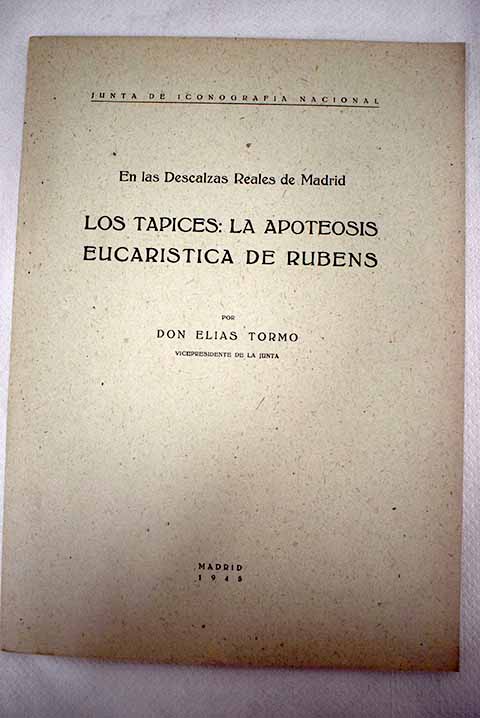 JUNTA DE ICONOGRAFIA NACIONAL
En las Descalzas Reales de Madrid
LOS TAPICES: LA APOTEOSIS
EUCARISTICA DE RUBENS
POR
DON ELIAS TORMO
VICEPRESIDENTE DE LA JUNTA
MADRID
1945